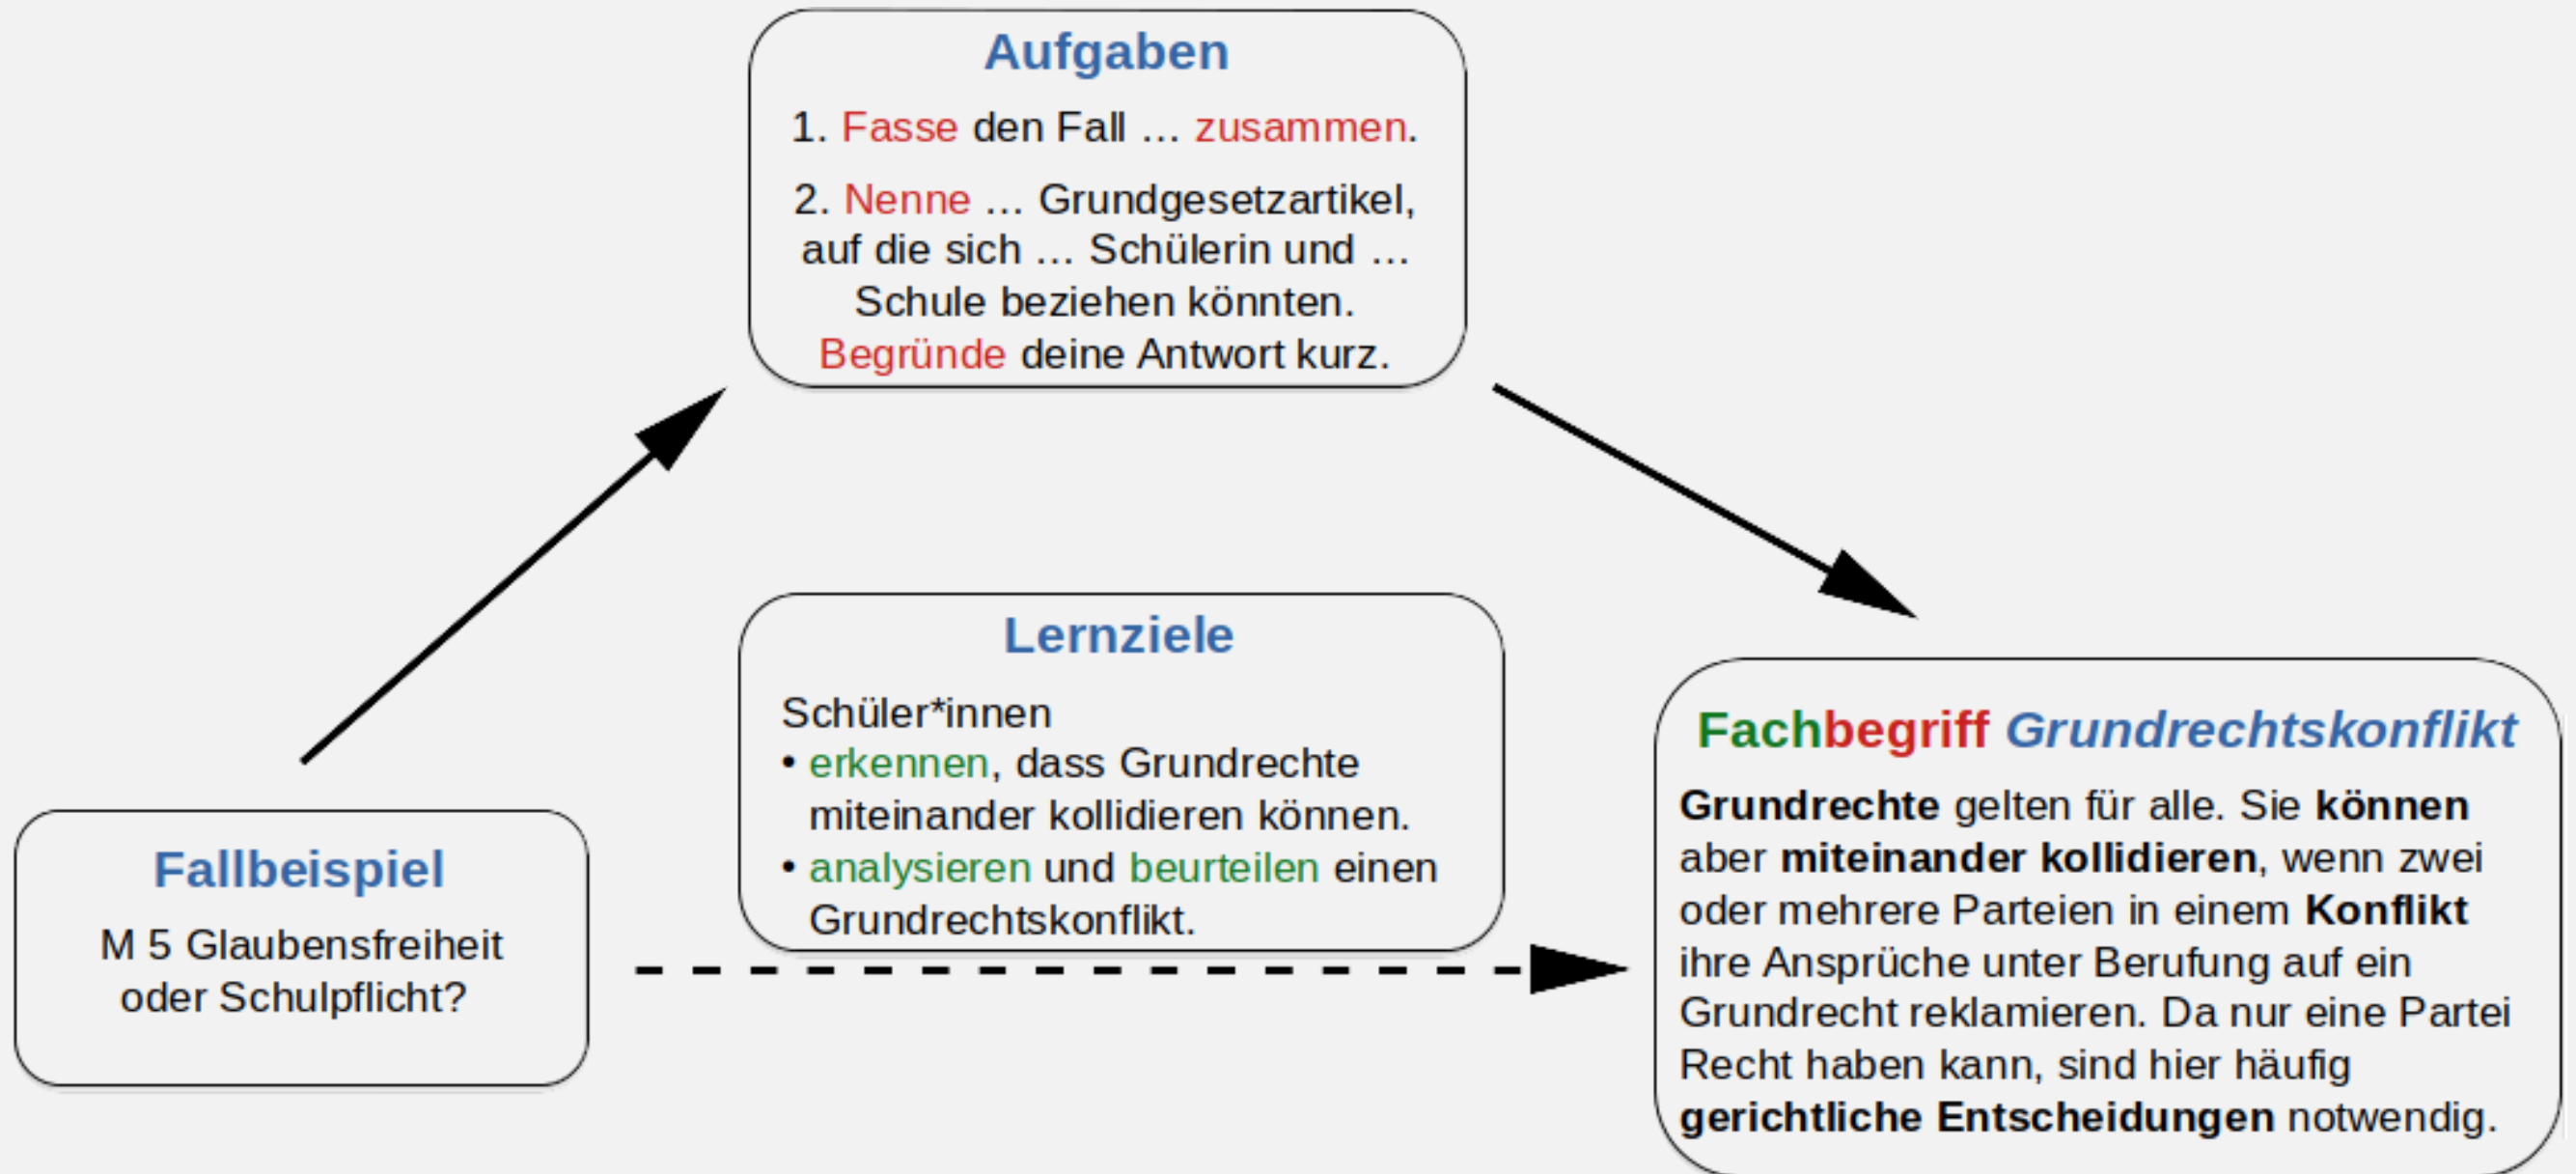 Aufgaben
1. Fasse den Fall … zusammen.
2. Nenne … Grundgesetzartikel,
auf die sich … Schülerin und …
Schule beziehen könnten.
Begründe deine Antwort kurz.
Lernziele
Schüler*innen
• erkennen, dass Grundrechte
miteinander kollidieren können.
• analysieren und beurteilen einen
Grundrechtskonflikt.
Fallbeispiel
M 5 Glaubensfreiheit
oder Schulpflicht?
Fachbegriff Grundrechtskonflikt
Grundrechte gelten für alle. Sie können
aber miteinander kollidieren, wenn zwei
oder mehrere Parteien in einem Konflikt
ihre Ansprüche unter Berufung auf ein
Grundrecht reklamieren. Da nur eine Partei
Recht haben kann, sind hier häufig
gerichtliche Entscheidungen notwendig.